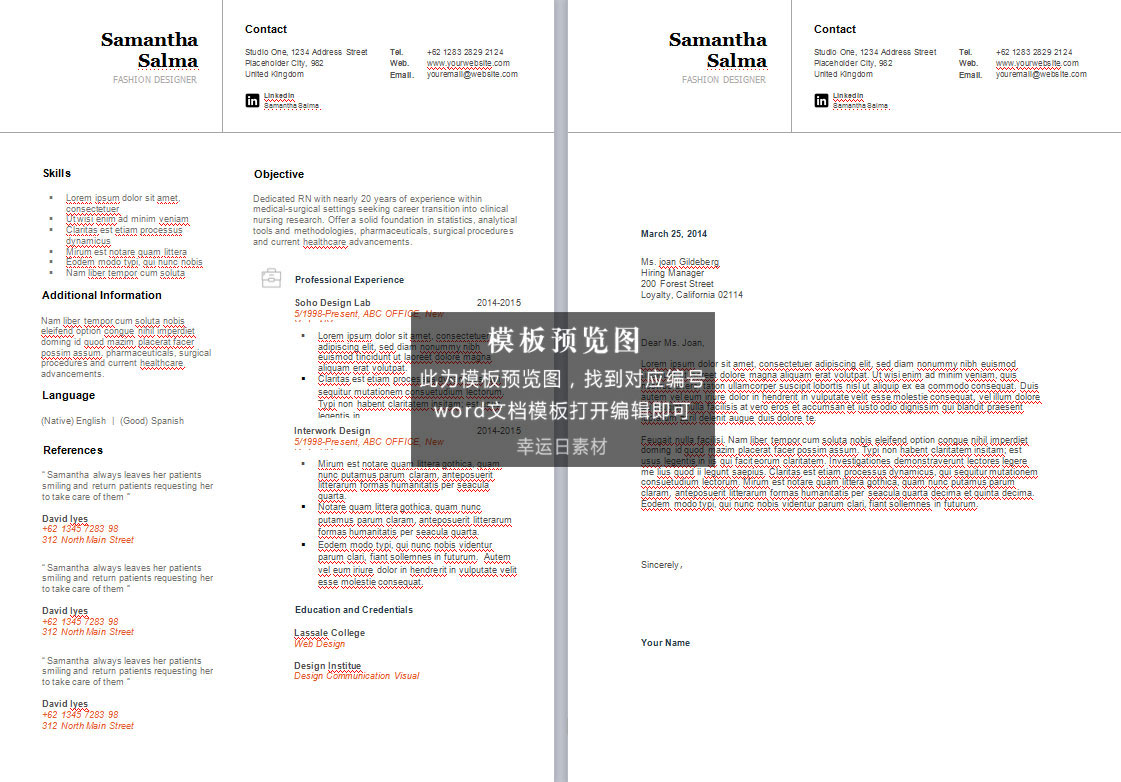 Samantha
Salma
FASHION DESIGNER
Contact
Studio One, 1234 Address Street
Placeholder City, 982
United Kingdom
Tel. +62 1283 2829 2124
Web. www.yourwebsite.com
Email. youremail@website.com
LinkedIn
Samantha Salma
Skills
Lorem ipsum dolor sit amet,
consectetuer
Ut wisi enim ad minim veniam
Claritas est etiam processus
dynamicus
Mirum est notare quam littera
Eodem modo typi, qui nunc nobis
Nam liber tempor cum soluta
Additional Information
Nam liber tempor cum soluta nobis
eleifend option congue nihil imperdiet
doming id quod mazim placerat facer
possim assum. pharmaceuticals, surgical
procedures and current healthcare
advancements.
Language
(Native) English | (Good) Spanish
References
“ Samantha always leaves her patients
smiling and return patients requesting her
to take care of them ”
David Iyes
+62 1345 7283 98
312 North Main Street
“ Samantha always leaves her patients
smiling and return patients requesting her
to take care of them ”
David Iyes
+62 1345 7283 98
312 North Main Street
“ Samantha always leaves her patients
smiling and return patients requesting her
to take care of them ”
David Iyes
+62 1345 7283 98
312 North Main Street
Objective
Dedicated RN with nearly 20 years of experience within
medical-surgical settings seeking career transition into clinical
nursing research. Offer a solid foundation in statistics, analytical
tools and methodologies, pharmaceuticals, surgical procedures
and current healthcare advancements.
Professional Experience
Soho Design Lab 2014-2015
5/1998-Present, ABC OFFICE, New
Lorem ipsum dolor sit amet, consectetuer
adipiscing elit, sed diam nonummy nibh
euismod tincidunt ut laoreet dolore magna
aliquam erat volutpat.
Claritas est etiam processus
sequitur mutationem consuetudium lectorum.
Typi non habent claritatem insitam; est
legentis in
Interwork Design 2014-2015
5/1998-Present, ABC OFFICE, New
Mirum est notare quam littera gothica, quam
nunc putamus parum claram, anteposuerit
litterarum formas humanitatis per seacula
quarta.
Notare quam littera gothica, quam nunc
putamus parum claram, anteposuerit litterarum
formas humanitatis per seacula quarta.
Eodem modo typi, qui nunc nobis videntur
parum clari, fiant sollemnes in futurum. Autem
vel eum iriure dolor in hendrerit in vulputate velit
esse molestie consequat.
Education and Credentials
Lassale College
Web Design
Design Institue
Design Communication Visual
模板预览图
此为模板预览图，找到对应编号
word文档模板打开编辑即可
幸运日素材
Samantha
Salma
FASHION DESIGNER
Contact
Studio One, 1234 Address Street
Placeholder City, 982
United Kingdom
Tel. +62 1283 2829 2124
Web. www.yourwebsite.com
Email. youremail@website.com
LinkedIn
Samantha Salma
March 25, 2014
Ms. joan Gildeberg
Hiring Manager
200 Forest Street
Loyalty, California 02114
Dear Ms. Joan,
Lorem ipsum dolor sit amet, consectetuer adipiscing elit, sed diam nonummy nibh euismod
laoreet dolore magna aliquam erat volutpat. Ut wisi enim ad minim veniam, quis
tation ullamcorper suscipit lobortis nisl ut aliquip ex ea commodo consequat. Duis
autem vel eum iriure dolor in hendrerit in vulputate velit esse molestie consequat, vel illum dolore
nulla facilisis at vero eros et accumsan et iusto odio dignissim qui blandit praesent
zzril delenit augue duis dolore te.
Feugait nulla facilisi. Nam liber tempor cum soluta nobis eleifend option congue nihil imperdiet
doming id quod mazim placerat facer possim assum. Typi non habent claritatem insitam; est
usus legentis in iis qui facit eorum claritatem. Investigationes demonstraverunt lectores legere
me lius quod ii legunt saepius. Claritas est etiam processus dynamicus, qui sequitur mutationem
consuetudium lectorum. Mirum est notare quam littera gothica, quam nunc putamus parum
claram, anteposuerit litterarum formas humanitatis per seacula quarta decima et quinta decima.
Eodem modo typi, qui nunc nobis videntur parum clari, fiant sollemnes in futurum.
Sincerely,
Your Name